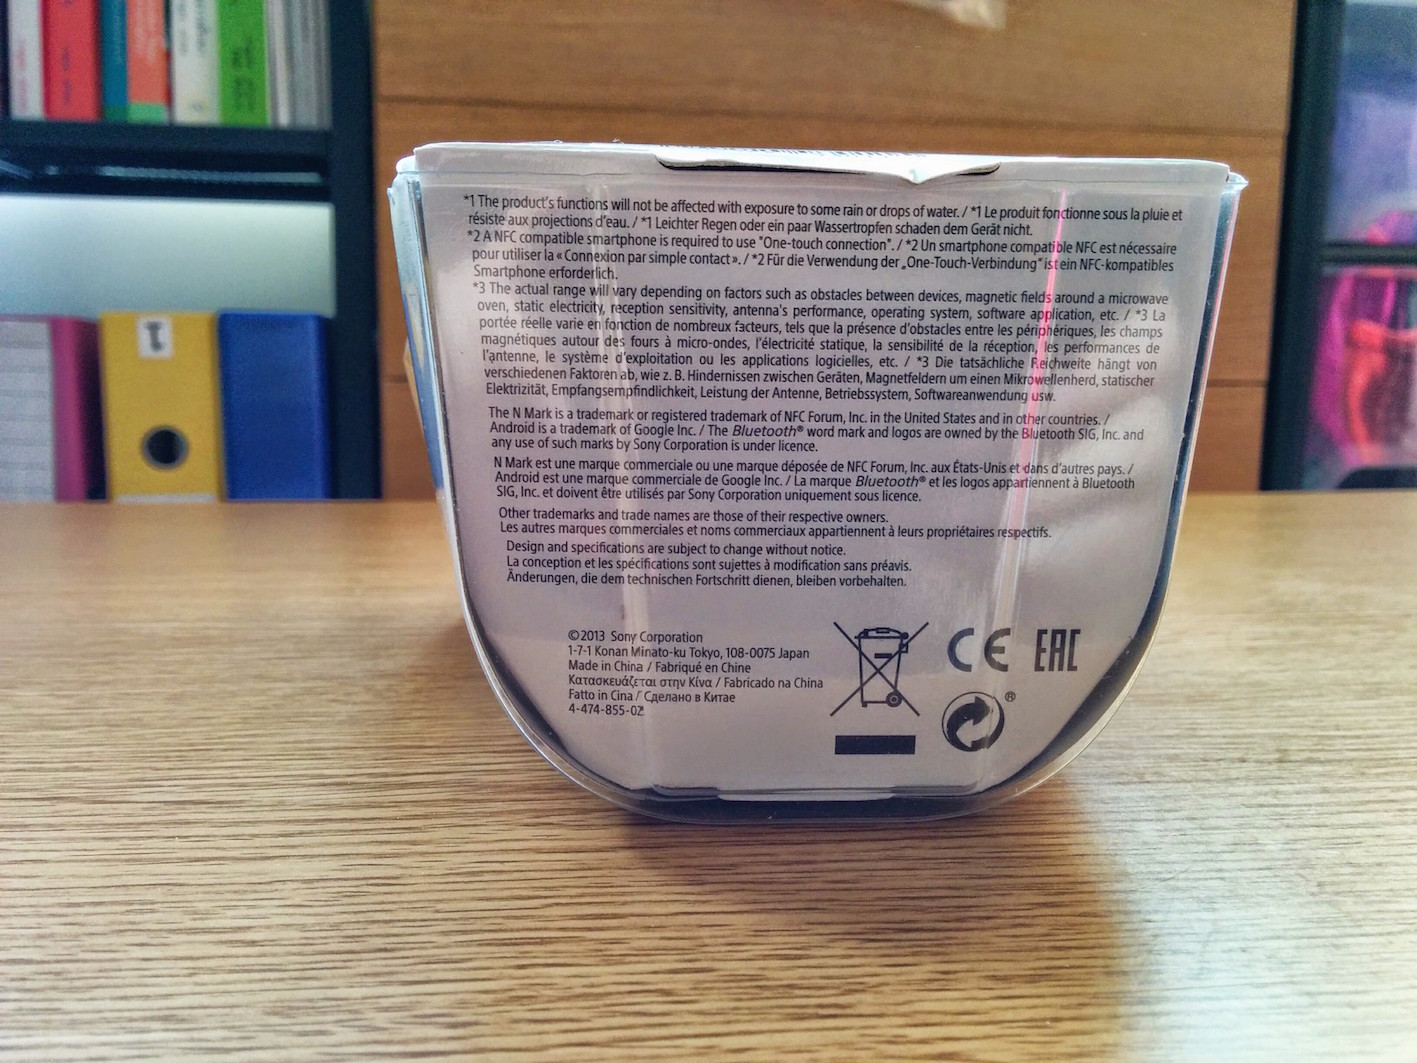 *1 The product's functions will not be affected with exposure to some rain or drops of water. / *1 Le produit fonctionne sous la pluie et
résiste aux projections d'eau. / *1 Leichter Regen oder ein paar Wassertropfen schaden dem Gerät nicht.
*2 A NFC compatible smartphone is required to use "One-touch connection". / *2 Un smartphone compatible NFC est nécessaire
pour utiliser la « Connexion par simple contact ». / *2 Für die Verwendung der „One-Touch-Verbindung" ist ein NFC-kompatibles
Smartphone erforderlich.
*3 The actual range will vary depending on factors such as obstacles between devices, magnetic fields around a microwave
oven, static electricity, reception sensitivity, antenna's performance, operating system, software application, etc. / *3 La
portée réelle varie en fonction de nombreux facteurs, tels que la présence d'obstacles entre les périphériques, les champs
magnétiques autour des fours à micro-ondes, l'électricité statique, la sensibilité de la réception, les performances de
l'antenne, le système d'exploitation ou les applications logicielles, etc. / *3 Die tatsächliche Reichweite hängt von
verschiedenen Faktoren ab, wie z. B. Hindernissen zwischen Geräten, Magnetfeldern um einen Mikrowellenherd, statischer
Elektrizität, Empfangsempfindlichkeit, Leistung der Antenne, Betriebssystem, Softwareanwendung usw.
The N Mark is a trademark or registered trademark of NFC Forum, Inc. in the United States and in other countries. /
Android is a trademark of Google Inc. / The Bluetooth® word mark and logos are owned by the Bluetooth SIG, Inc. and
any use of such marks by Sony Corporation is under licence.
N Mark est une marque commerciale ou une marque déposée de NFC Forum, Inc. aux États-Unis et dans d'autres pays. /
Android est une marque commerciale de Google Inc. / La marque Bluetooth® et les logos appartiennent à Bluetooth
SIG, Inc. et doivent être utilisés par Sony Corporation uniquement sous licence.
Other trademarks and trade names are those of their respective owners.
Les autres marques commerciales et noms commerciaux appartiennent à leurs propriétaires respectifs.
Design and specifications are subject to change without notice.
La conception et les spécifications sont sujettes à modification sans préavis.
Änderungen, die dem technischen Fortschritt dienen, bleiben vorbehalten.
©2013 Sony Corporation
1-7-1 Konan Minato-ku Tokyo, 108-0075 Japan
Made in China / Fabriqué en Chine
Κατασκευάζεται στην Κίνα / Fabricado na China
Fatto in Cina / Сделано в Китае
4-474-855-02
CE EAC
®